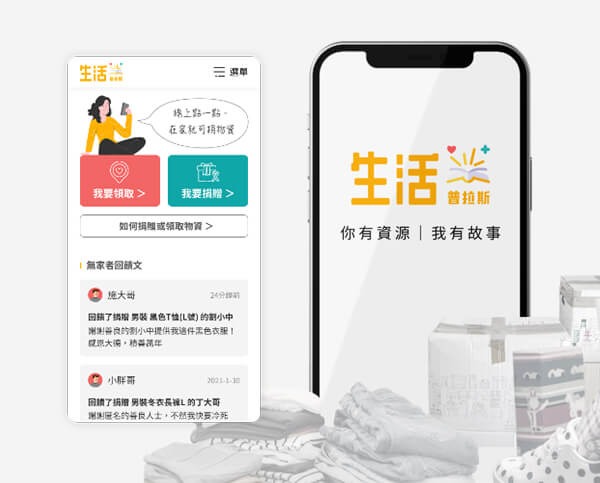 生活
普拉斯
選單
線上點一點，
在家就可捐物資
我要領取 >
我要捐贈 >
如何捐贈或領取物資 >
無家者回饋文
施大哥
24分鐘前
回饋了捐贈 男裝 黑色T恤(L號) 的劉小中
謝謝善良的劉小中提供我這件黑色衣服！
感恩大德，積善萬年
小胖哥
2021-1-10
回饋了捐贈 男裝冬衣長褲L 的丁大哥
謝謝匿名的善良人士，不然我快要冷死
生活
普拉斯
你有資源｜我有故事